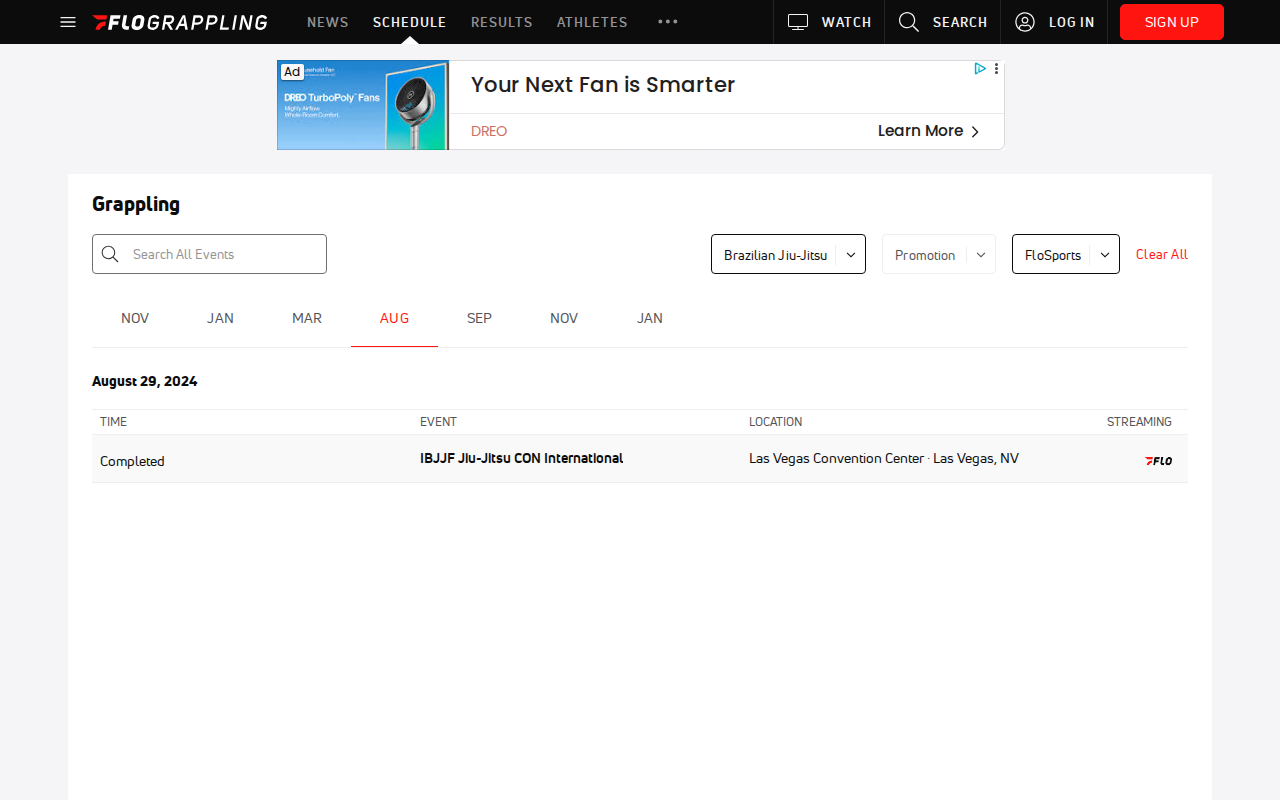 FLOGRAPPLING NEWS SCHEDULE RESULTS ATHLETES ••• WATCH SEARCH LOG IN SIGN UP
Ad
DREO TurboPoly™ Fans
Mighty Airflow.
Whole-Room Comfort.
Your Next Fan is Smarter
DREO Learn More
Grappling
Search All Events Brazilian Jiu-Jitsu Promotion FloSports Clear All
NOV JAN MAR AUG SEP NOV JAN
August 29, 2024
TIME EVENT LOCATION STREAMING
Completed IBJJF Jiu-Jitsu CON International Las Vegas Convention Center · Las Vegas, NV FLO